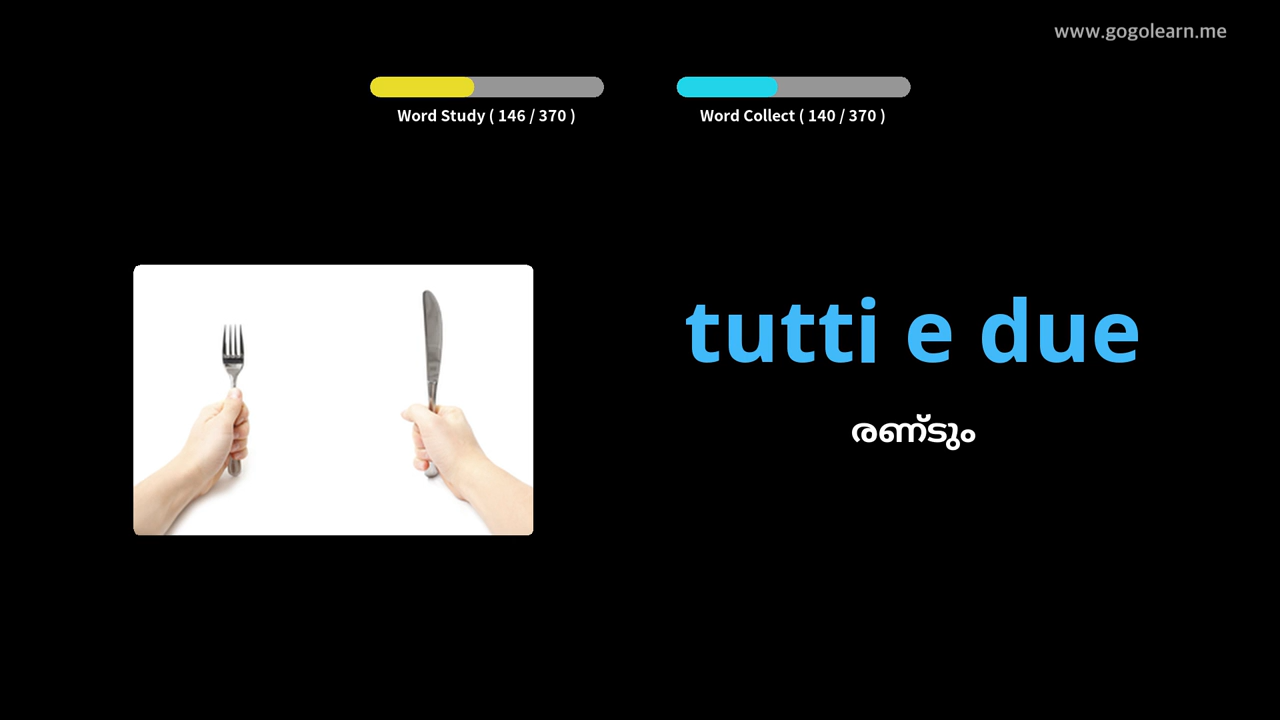 www.gogolearn.me
Word Study ( 146 / 370 )
Word Collect ( 140 / 370 )
tutti e due
രണ്ടും